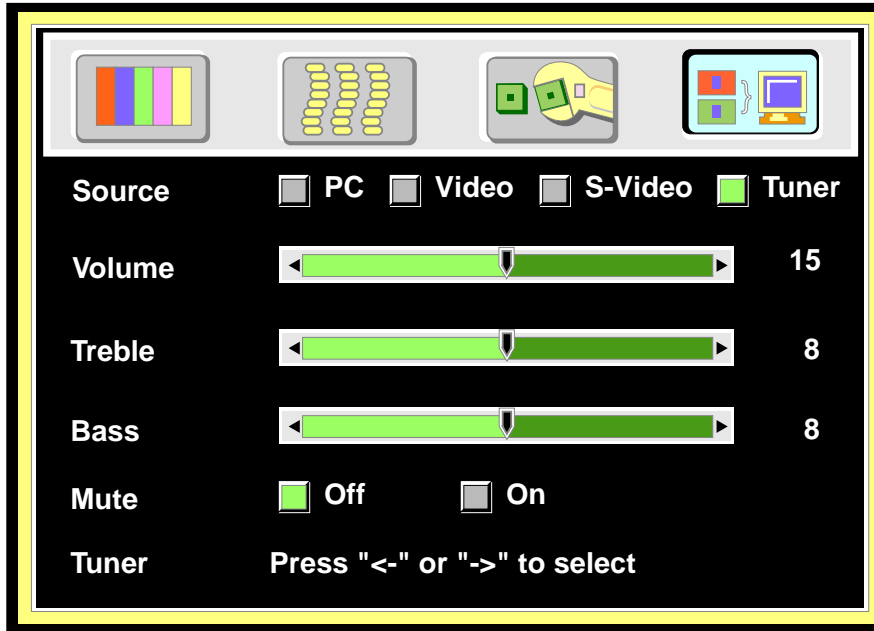 Source PC Video S-Video Tuner
Volume 15
Treble 8
Bass 8
Mute Off On
Tuner Press "<-" or "->" to select